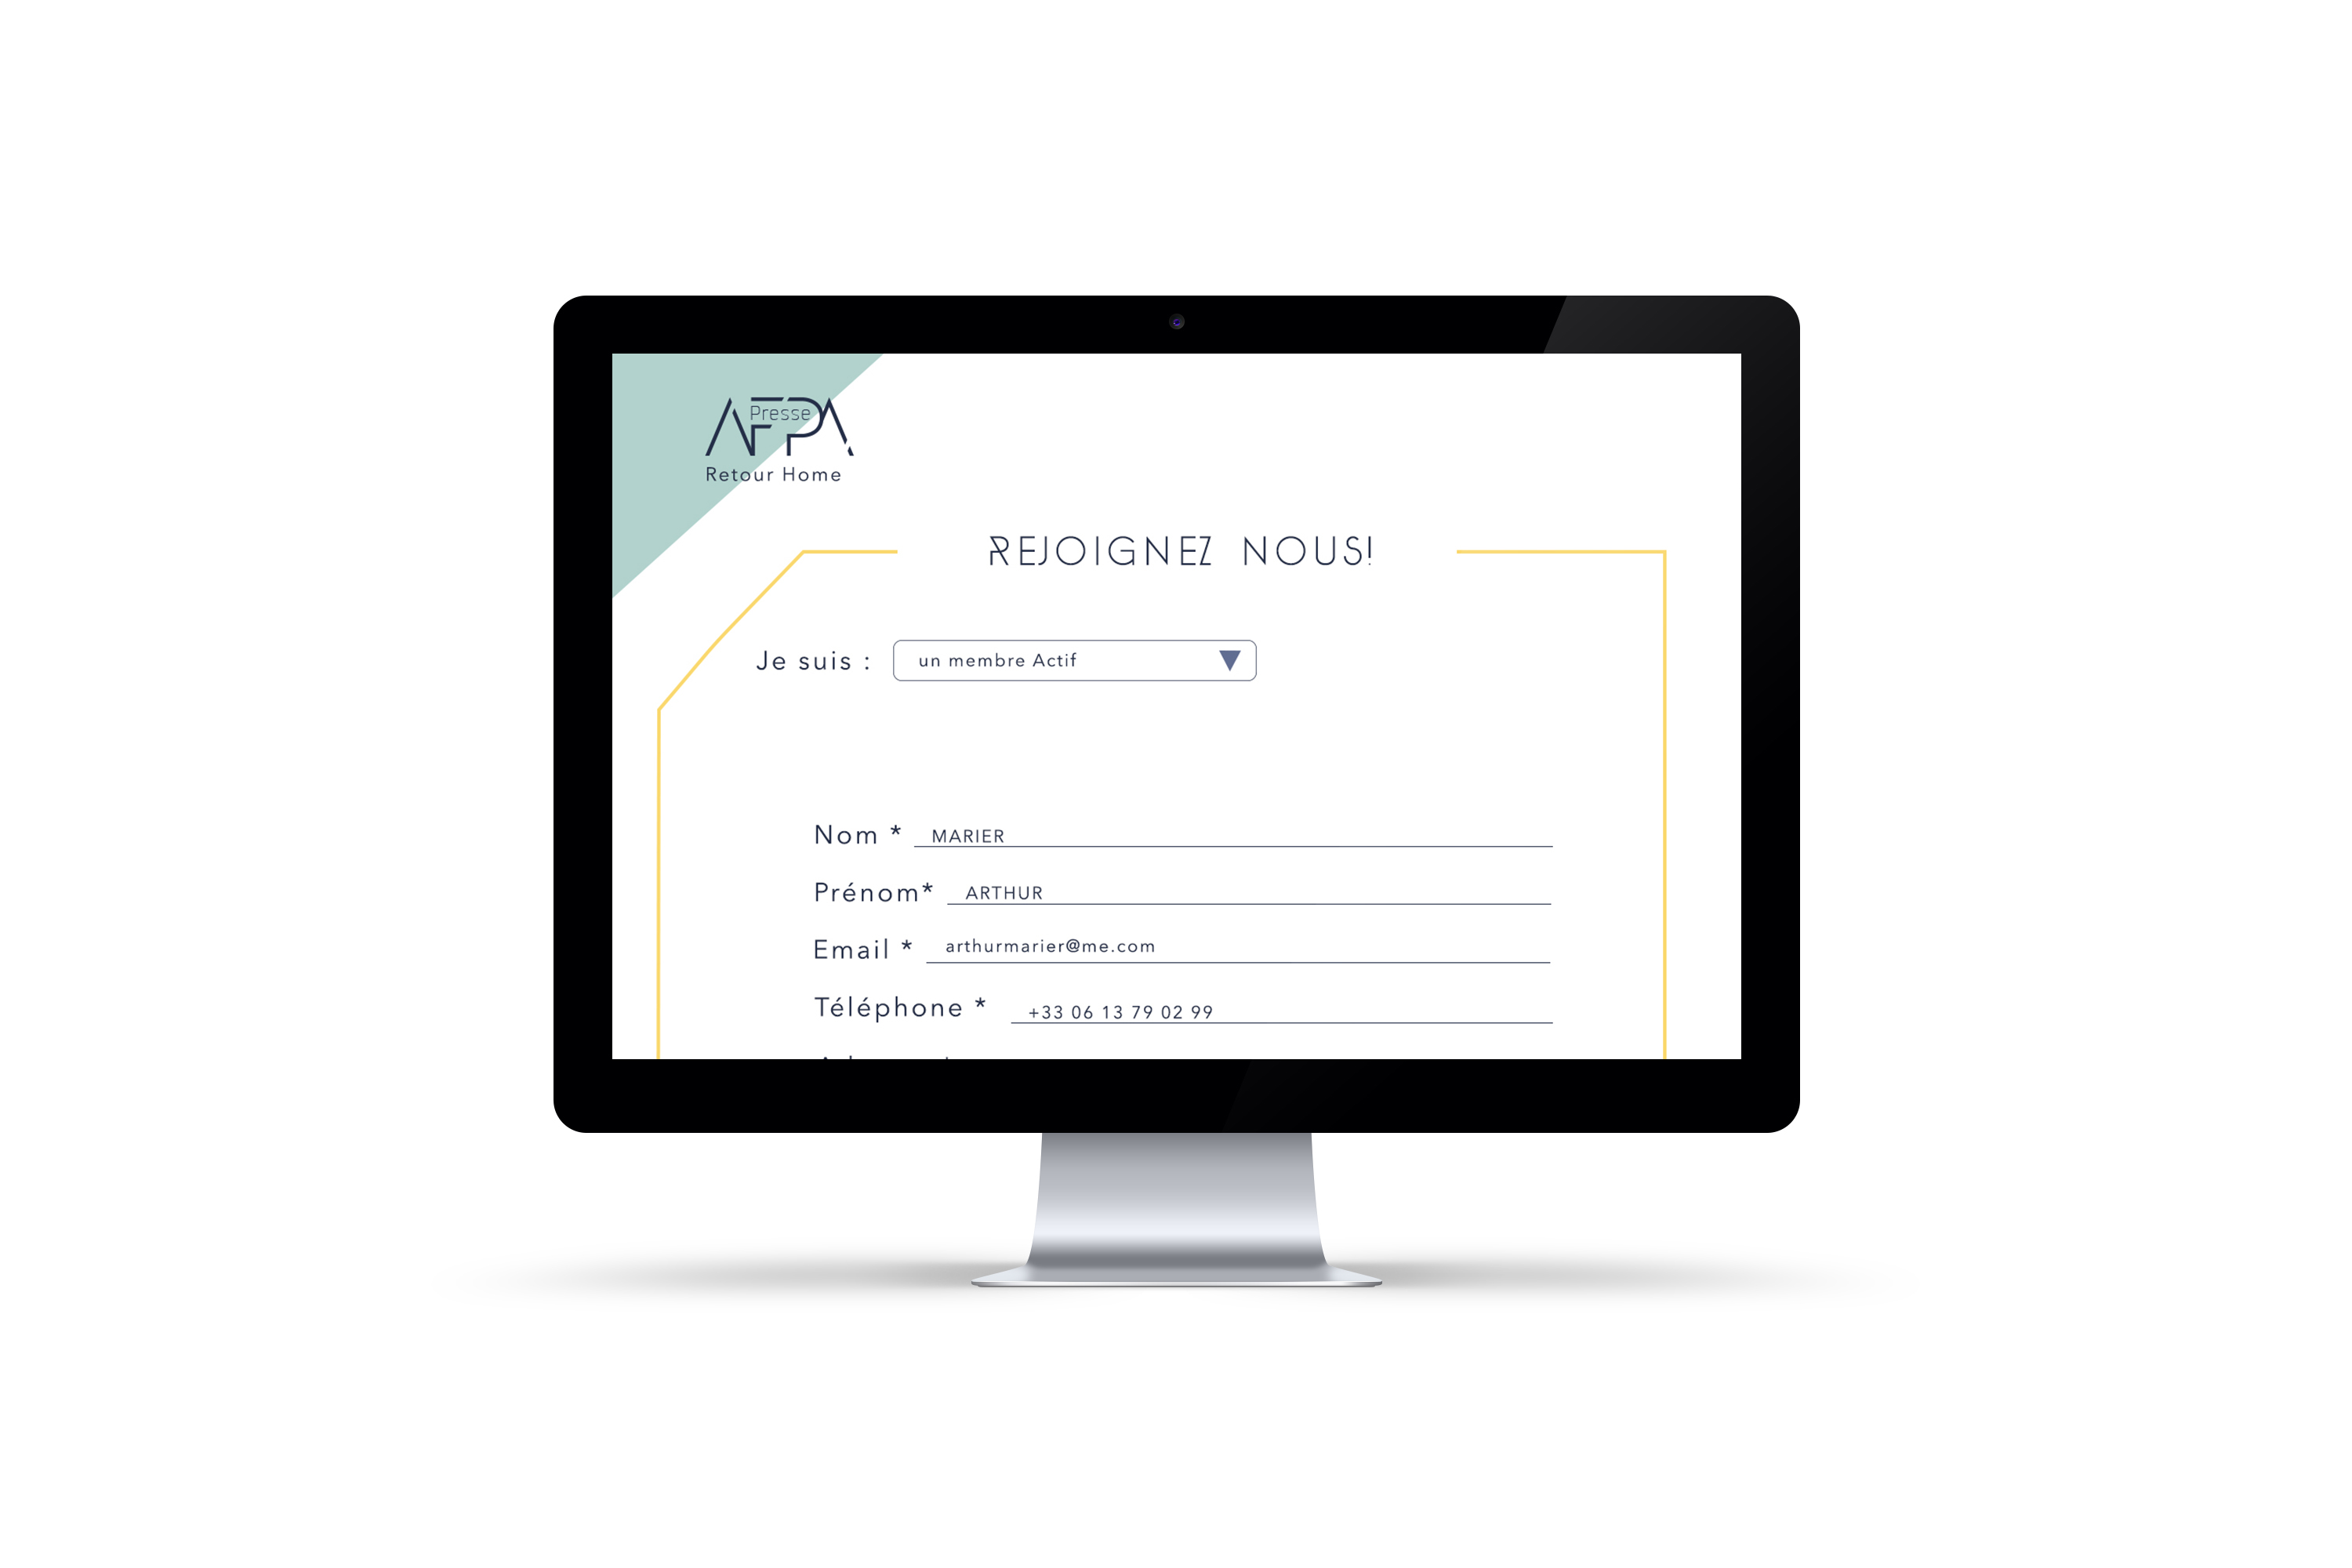 AFPA
Presse
Retour Home
REJOIGNEZ NOUS!
Je suis : un membre Actif
Nom * MARIER
Prénom* ARTHUR
Email * arthurmarier@me.com
Téléphone * +33 06 13 79 02 99